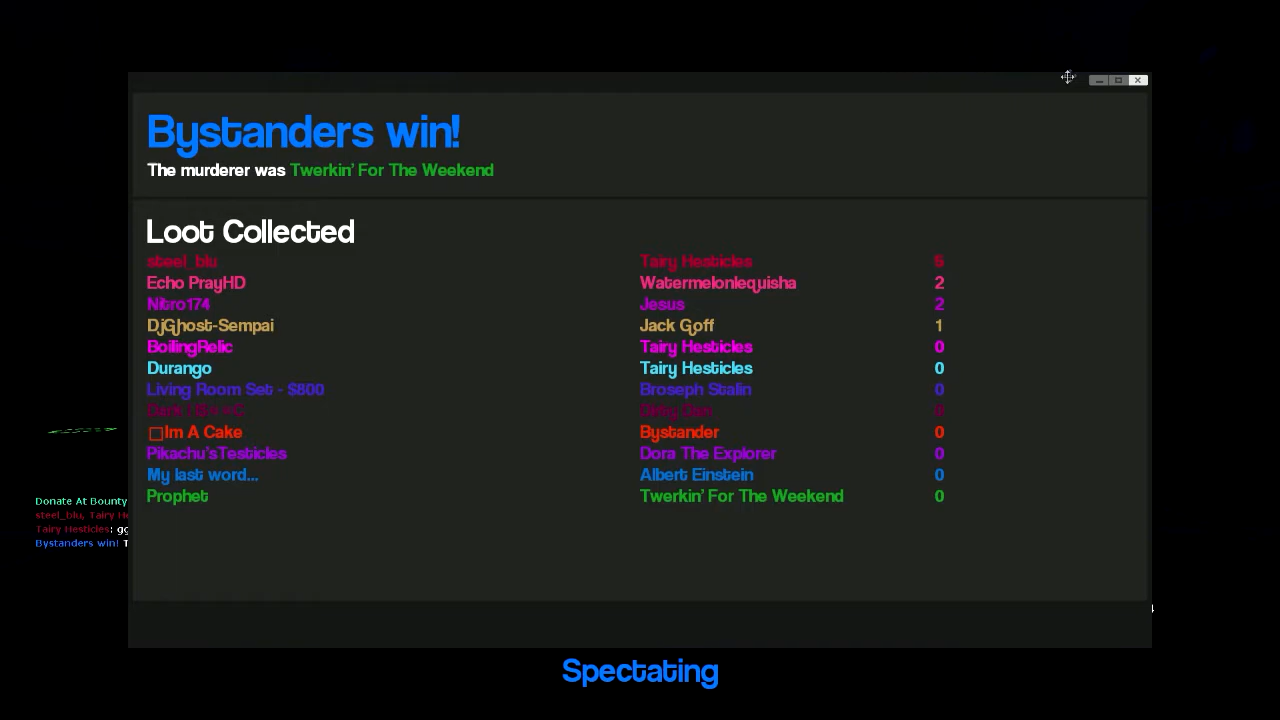 Bystanders win!
The murderer was Twerkin' For The Weekend
Loot Collected
steel_blu Tairy Hesticles 5
Echo PrayHD Watermelonlequisha 2
Nitro174 Jesus 2
DjGhost-Sempai Jack Goff 1
BoilingRelic Tairy Hesticles 0
Durango Tairy Hesticles 0
Living Room Set - $800 Broseph Stalin 0
0
Im A Cake Bystander 0
Pikachu'sTesticles Dora The Explorer 0
My last word... Albert Einstein 0
Prophet Twerkin' For The Weekend 0
Donate At Bounty
steel_blu, Tairy He
Tairy Hesticles: gg
Bystanders win! T
Spectating